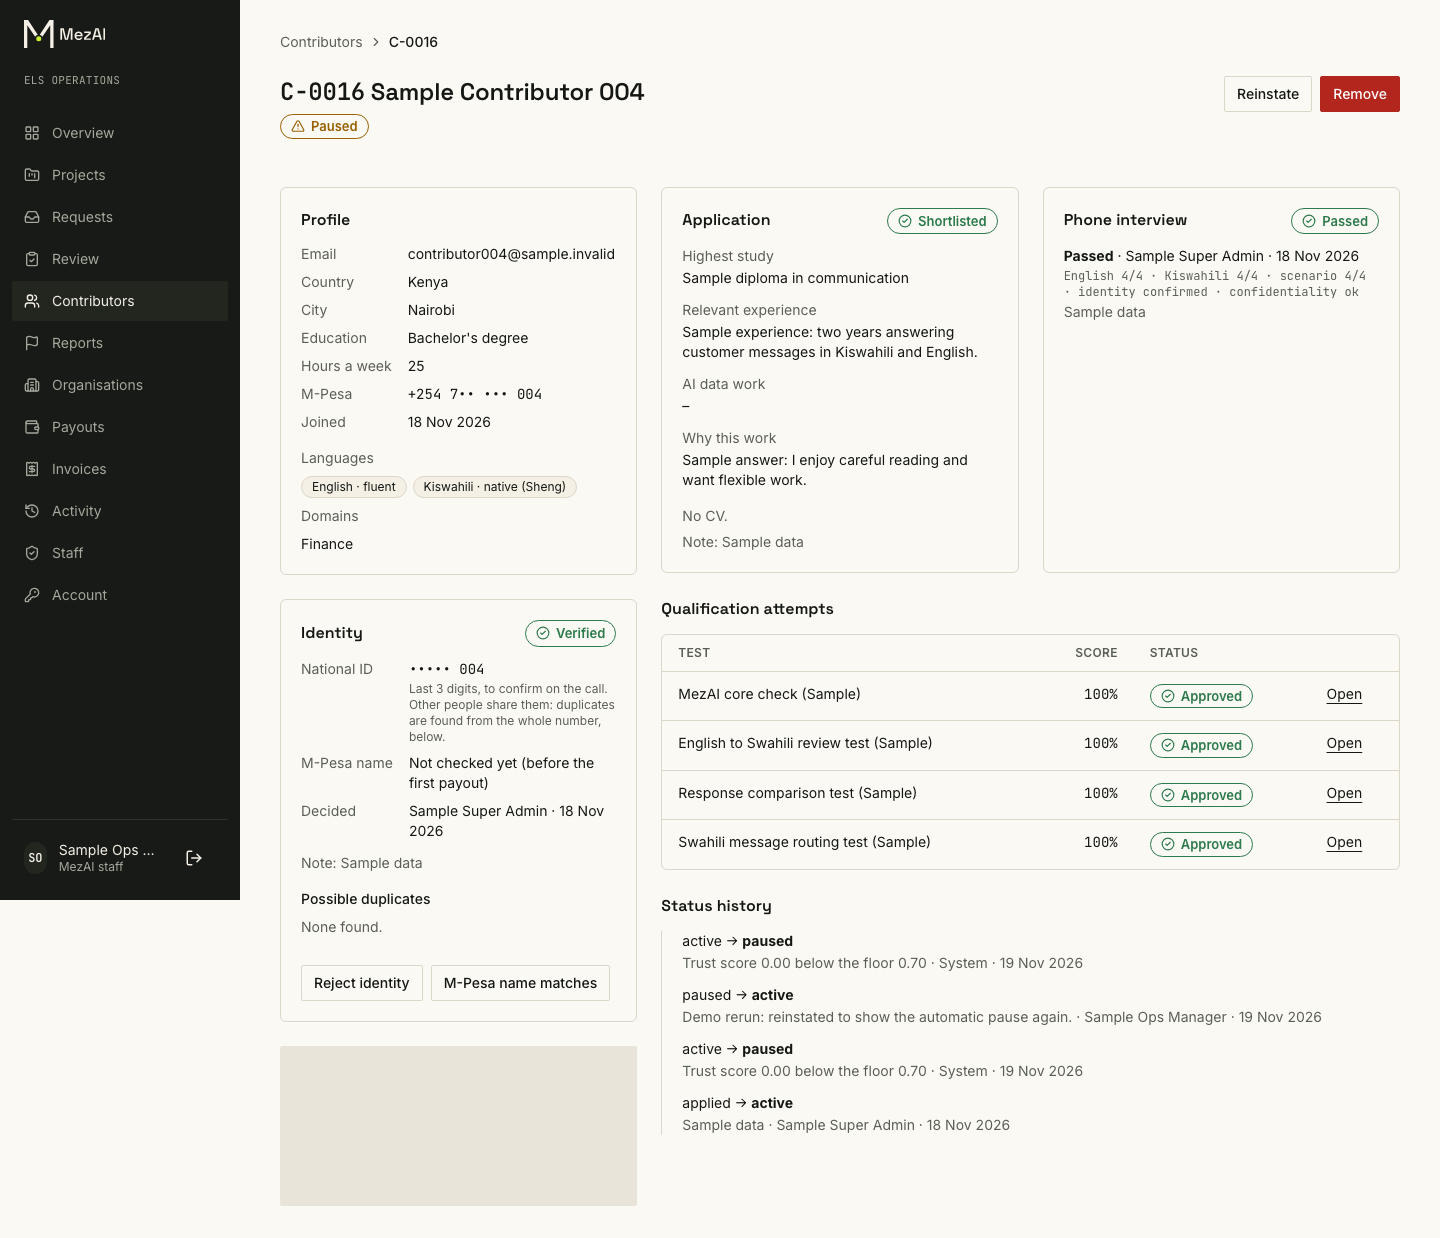 MezAI
ELS OPERATIONS
Overview
Projects
Requests
Review
Contributors
Reports
Organisations
Payouts
Invoices
Activity
Staff
Account
SO
Sample Ops ...
MezAI staff
Contributors > C-0016
C-0016 Sample Contributor 004
Paused
Reinstate
Remove
Profile
Email contributor004@sample.invalid
Country Kenya
City Nairobi
Education Bachelor's degree
Hours a week 25
M-Pesa +254 7•• ••• 004
Joined 18 Nov 2026
Languages
English · fluent
Kiswahili · native (Sheng)
Domains
Finance
Application
Shortlisted
Highest study
Sample diploma in communication
Relevant experience
Sample experience: two years answering
customer messages in Kiswahili and English.
AI data work
–
Why this work
Sample answer: I enjoy careful reading and
want flexible work.
No CV.
Note: Sample data
Phone interview
Passed
Passed · Sample Super Admin · 18 Nov 2026
English 4/4 · Kiswahili 4/4 · scenario 4/4
· identity confirmed · confidentiality ok
Sample data
Identity
Verified
National ID ••••• 004
Last 3 digits, to confirm on the call.
Other people share them: duplicates
are found from the whole number,
below.
M-Pesa name Not checked yet (before the
first payout)
Decided Sample Super Admin · 18 Nov
2026
Note: Sample data
Possible duplicates
None found.
Reject identity
M-Pesa name matches
Qualification attempts
TEST SCORE STATUS
MezAI core check (Sample) 100% Approved Open
English to Swahili review test (Sample) 100% Approved Open
Response comparison test (Sample) 100% Approved Open
Swahili message routing test (Sample) 100% Approved Open
Status history
active → paused
Trust score 0.00 below the floor 0.70 · System · 19 Nov 2026
paused → active
Demo rerun: reinstated to show the automatic pause again. · Sample Ops Manager · 19 Nov 2026
active → paused
Trust score 0.00 below the floor 0.70 · System · 19 Nov 2026
applied → active
Sample data · Sample Super Admin · 18 Nov 2026